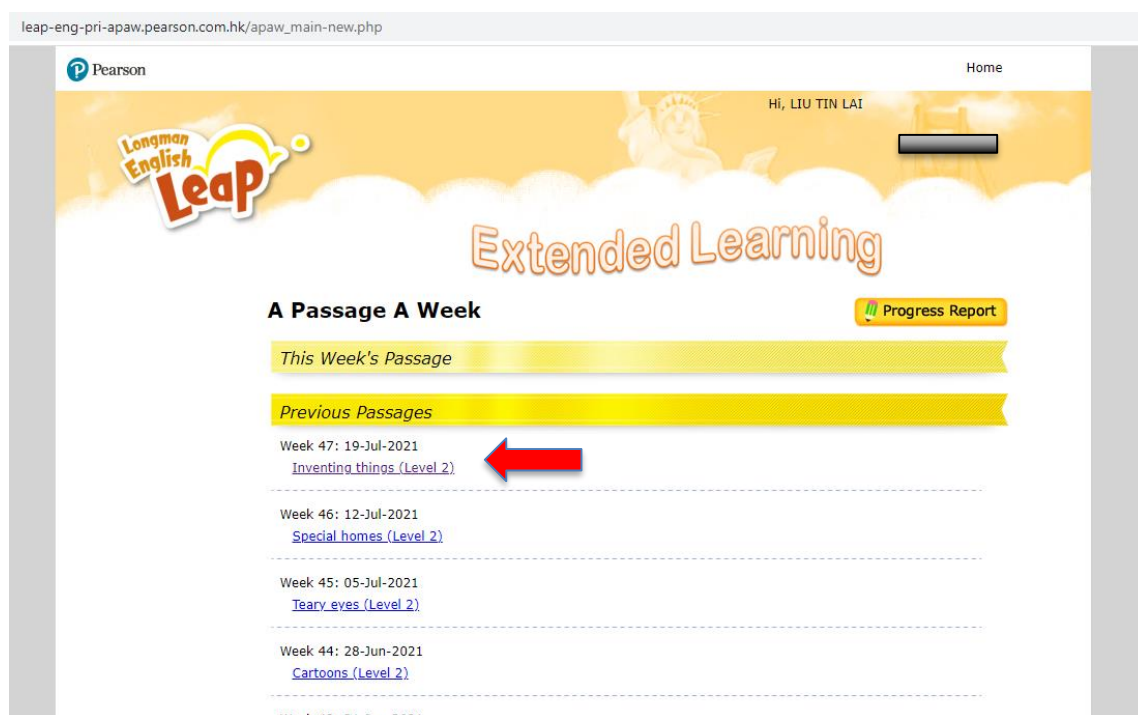 leap-eng-pri-apaw.pearson.com.hk/apaw_main-new.php
Pearson
Home
Hi, LIU TIN LAI
Longman
English
Leap
Extended Learning
A Passage A Week
Progress Report
This Week's Passage
Previous Passages
Week 47: 19-Jul-2021
Inventing things (Level 2)
Week 46: 12-Jul-2021
Special homes (Level 2)
Week 45: 05-Jul-2021
Teary eyes (Level 2)
Week 44: 28-Jun-2021
Cartoons (Level 2)